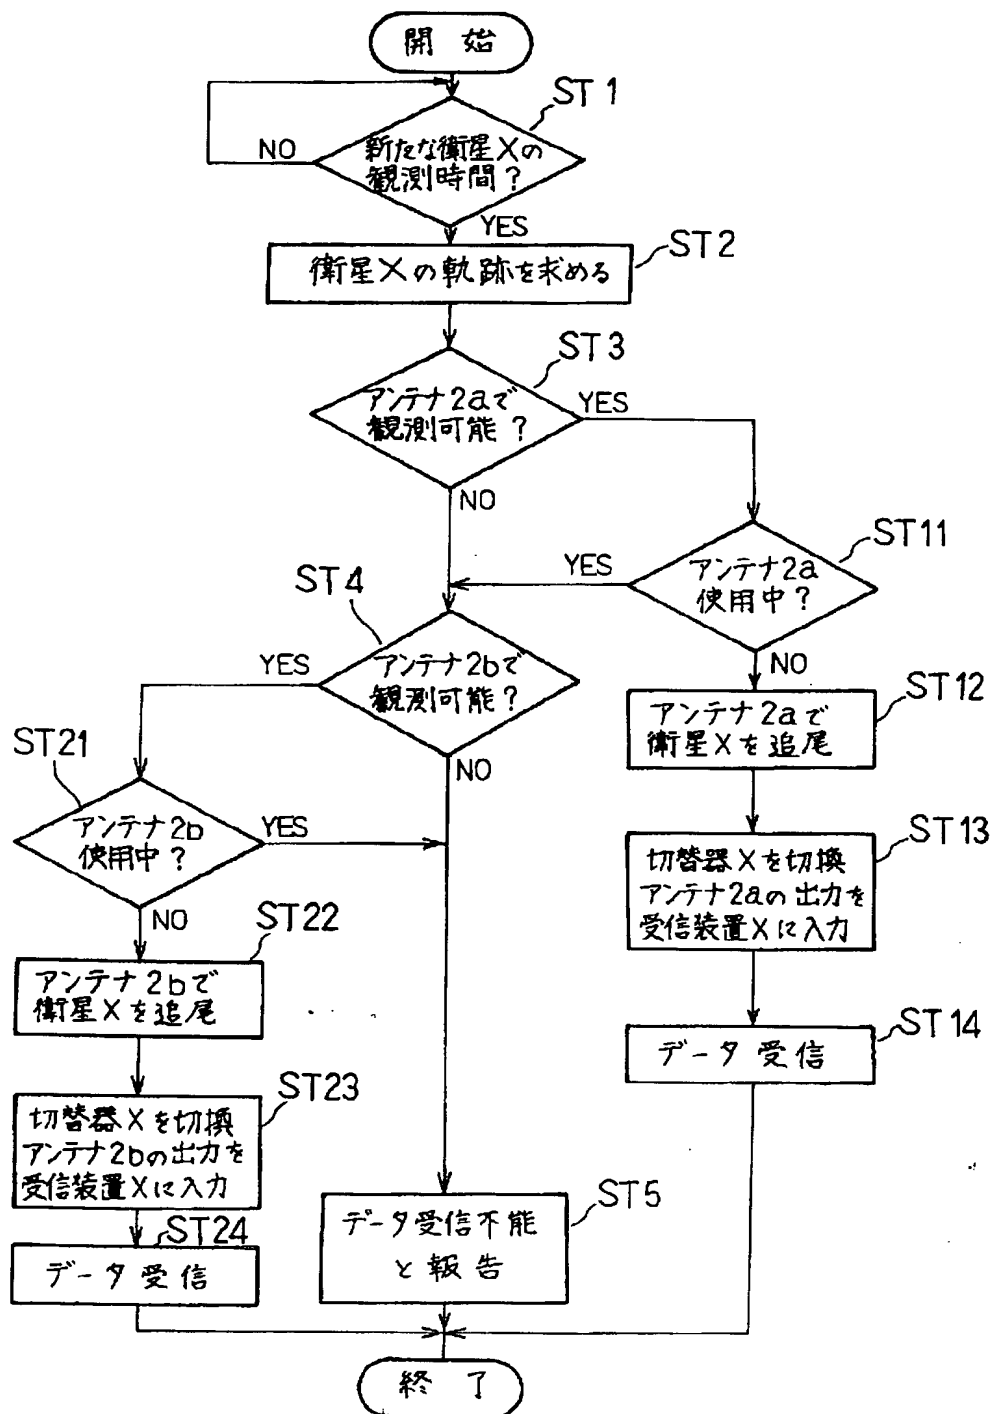 開始
ST1
新たな衛星Xの
観測時間?
NO
YES
ST2
衛星Xの軌跡を求める
ST3
アンテナ2aで
観測可能?
YES
NO
ST11
アンテナ2a
使用中?
YES
NO
ST4
アンテナ2bで
観測可能?
YES
NO
ST12
アンテナ2aで
衛星Xを追尾
ST21
アンテナ2b
使用中?
YES
NO
ST13
切替器Xを切換
アンテナ2aの出力を
受信装置Xに入力
ST22
アンテナ2bで
衛星Xを追尾
ST14
データ受信
ST23
切替器Xを切換
アンテナ2bの出力を
受信装置Xに入力
ST5
データ受信不能
と報告
ST24
データ受信
終了